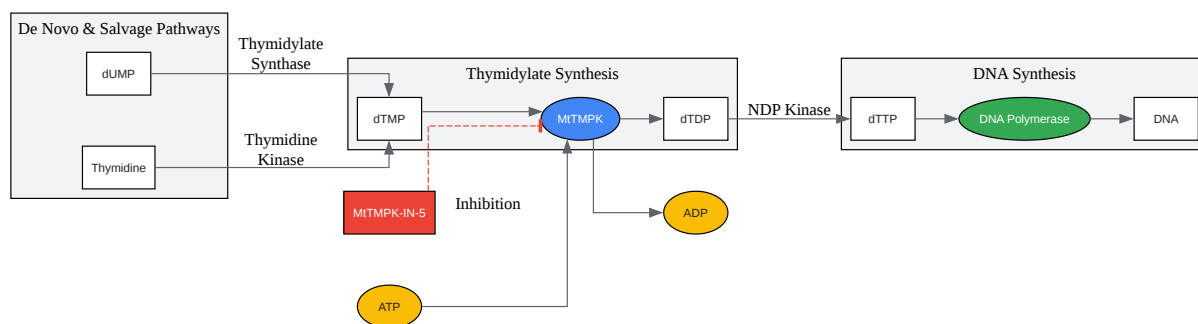 De Novo & Salvage Pathways
dUMP
Thymidine
Thymidylate
Synthase
Thymidine
Kinase
Thymidylate Synthesis
dTMP
MtTMPK
dTDP
MtTMPK-IN-5
Inhibition
ADP
ATP
NDP Kinase
DNA Synthesis
dTTP
DNA Polymerase
DNA